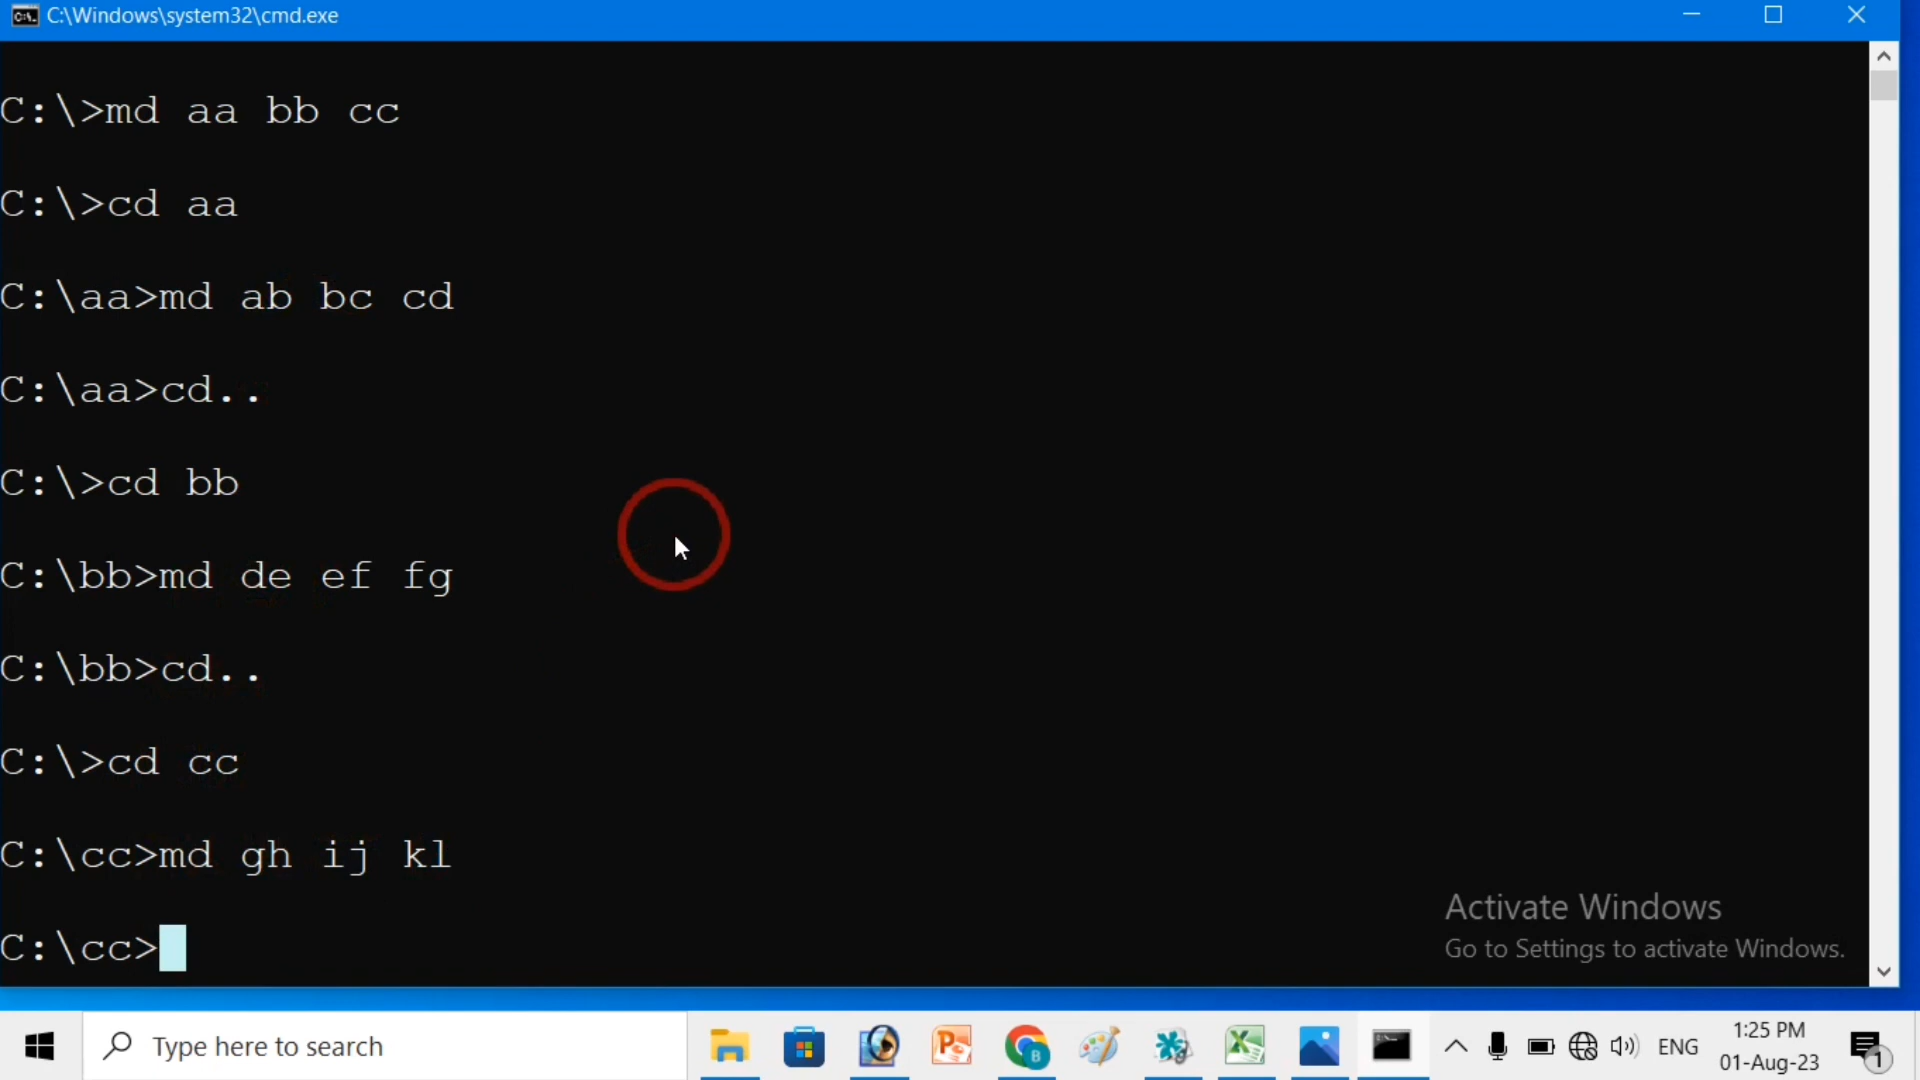 C:\Windows\system32\cmd.exe
C:\>md aa bb cc
C:\>cd aa
C:\aa>md ab bc cd
C:\aa>cd..
C:\>cd bb
C:\bb>md de ef fg
C:\bb>cd..
C:\>cd cc
C:\cc>md gh ij kl
C:\cc>
Activate Windows
Go to Settings to activate Windows.
Type here to search
B
ENG
1:25 PM
01-Aug-23
1